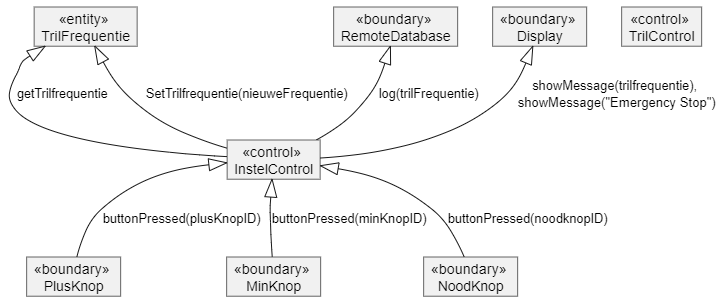 «entity»
TrilFrequentie
«boundary»
RemoteDatabase
«boundary»
Display
«control»
TrilControl
getTrilfrequentie
SetTrilfrequentie(nieuweFrequentie)
log(trilFrequentie)
showMessage(trilfrequentie),
showMessage("Emergency Stop")
«control»
InstelControl
buttonPressed(plusKnopID)
buttonPressed(minKnopID)
buttonPressed(noodknopID)
«boundary»
PlusKnop
«boundary»
MinKnop
«boundary»
NoodKnop